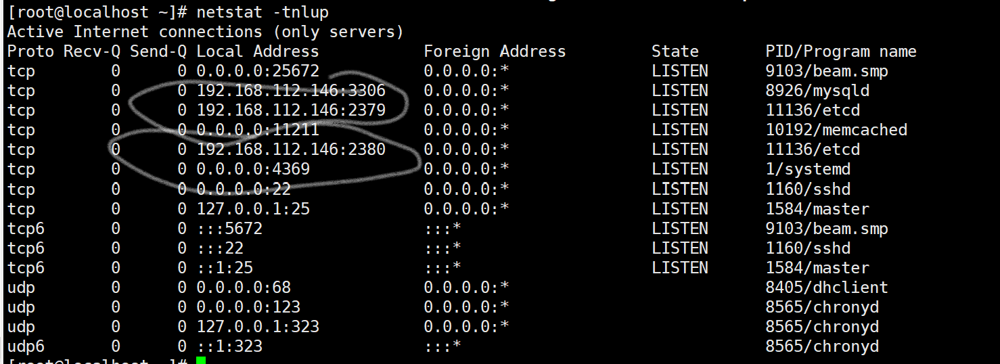 [root@localhost ~]# netstat -tnlup
Active Internet connections (only servers)
Proto Recv-Q Send-Q Local Address           Foreign Address         State       PID/Program name
tcp        0      0 0.0.0.0:25672           0.0.0.0:*               LISTEN      9103/beam.smp
tcp        0      0 192.168.112.146:3306    0.0.0.0:*               LISTEN      8926/mysqld
tcp        0      0 192.168.112.146:2379    0.0.0.0:*               LISTEN      11136/etcd
tcp        0      0 0.0.0.0:11211           0.0.0.0:*               LISTEN      10192/memcached
tcp        0      0 192.168.112.146:2380    0.0.0.0:*               LISTEN      11136/etcd
tcp        0      0 0.0.0.0:4369            0.0.0.0:*               LISTEN      1/systemd
tcp        0      0 0.0.0.0:22              0.0.0.0:*               LISTEN      1160/sshd
tcp        0      0 127.0.0.1:25            0.0.0.0:*               LISTEN      1584/master
tcp6       0      0 :::5672                 :::*                    LISTEN      9103/beam.smp
tcp6       0      0 :::22                   :::*                    LISTEN      1160/sshd
tcp6       0      0 ::1:25                  :::*                    LISTEN      1584/master
udp        0      0 0.0.0.0:68              0.0.0.0:*                           8405/dhclient
udp        0      0 0.0.0.0:123             0.0.0.0:*                           8565/chronyd
udp        0      0 127.0.0.1:323           0.0.0.0:*                           8565/chronyd
udp6       0      0 ::1:323                 :::*                                8565/chronyd
[root@localhost ~]#